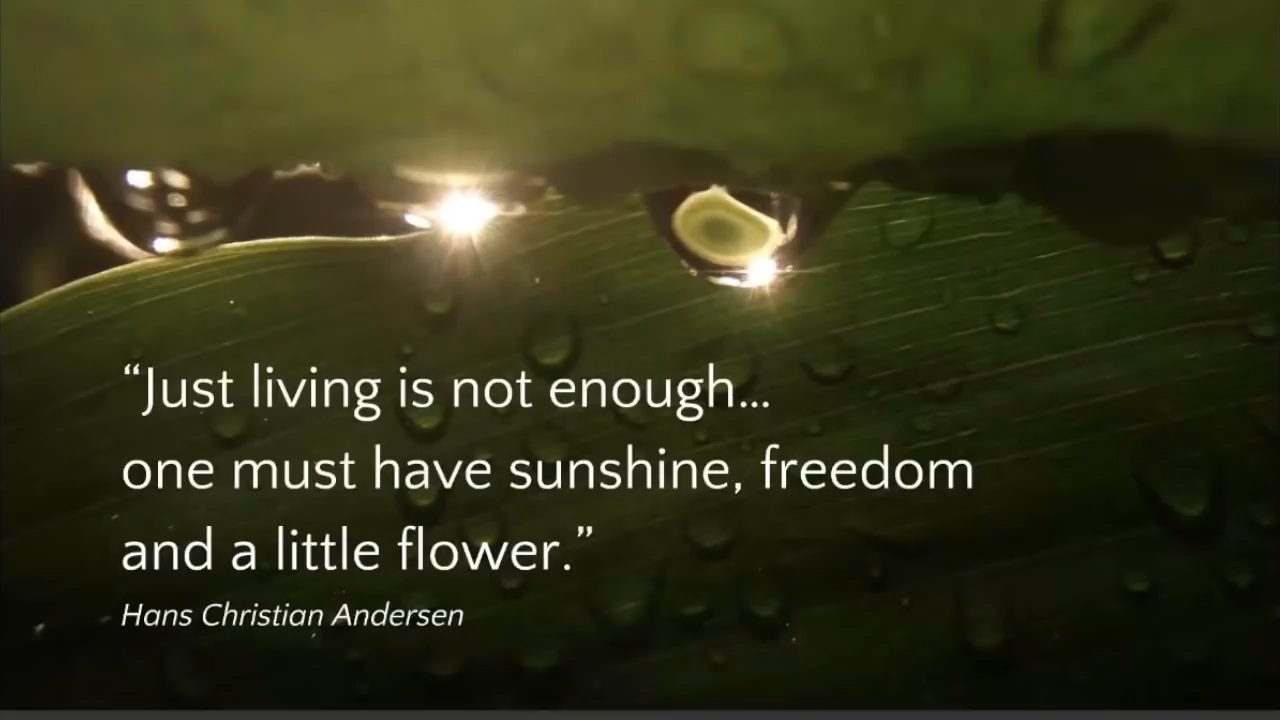 “Just living is not enough...
one must have sunshine, freedom
and a little flower.”
Hans Christian Andersen